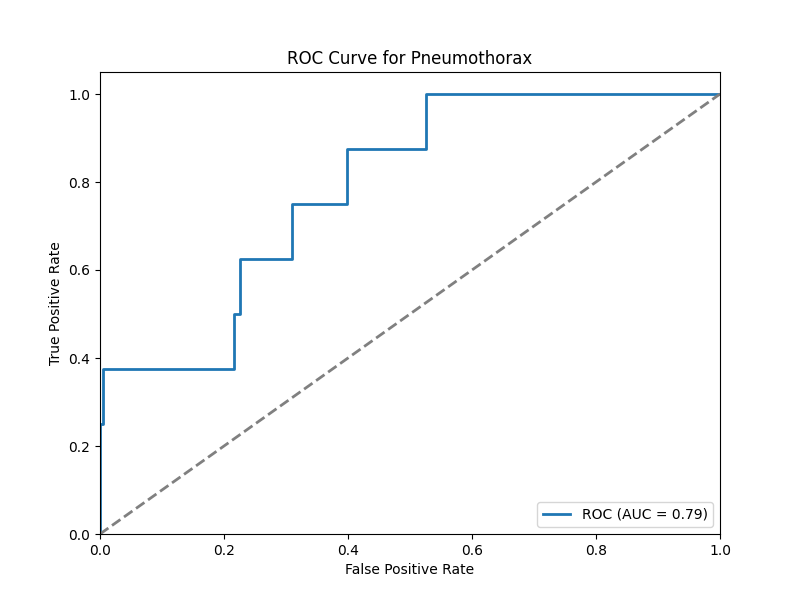 ROC Curve for Pneumothorax
True Positive Rate
1.0
0.8
0.6
0.4
0.2
0.0
0.0 0.2 0.4 0.6 0.8 1.0
False Positive Rate
ROC (AUC = 0.79)